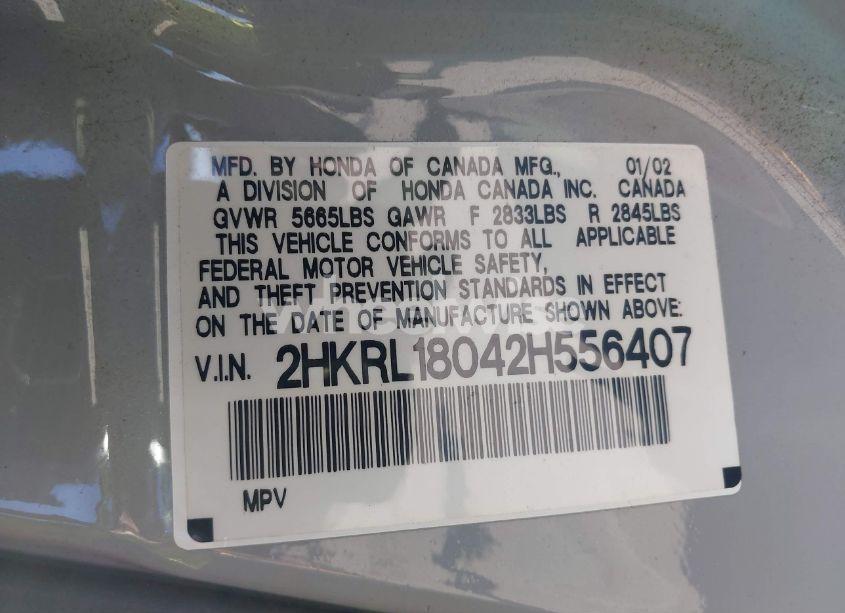 MFD. BY HONDA OF CANADA MFG., 01/02
A DIVISION OF HONDA CANADA INC. CANADA
GVWR 5665LBS GAWR F 2833LBS R 2845LBS
THIS VEHICLE CONFORMS TO ALL APPLICABLE
FEDERAL MOTOR VEHICLE SAFETY,
AND THEFT PREVENTION STANDARDS IN EFFECT
ON THE DATE OF MANUFACTURE SHOWN ABOVE:
V.I.N. 2HKRL18042H556407
MPV